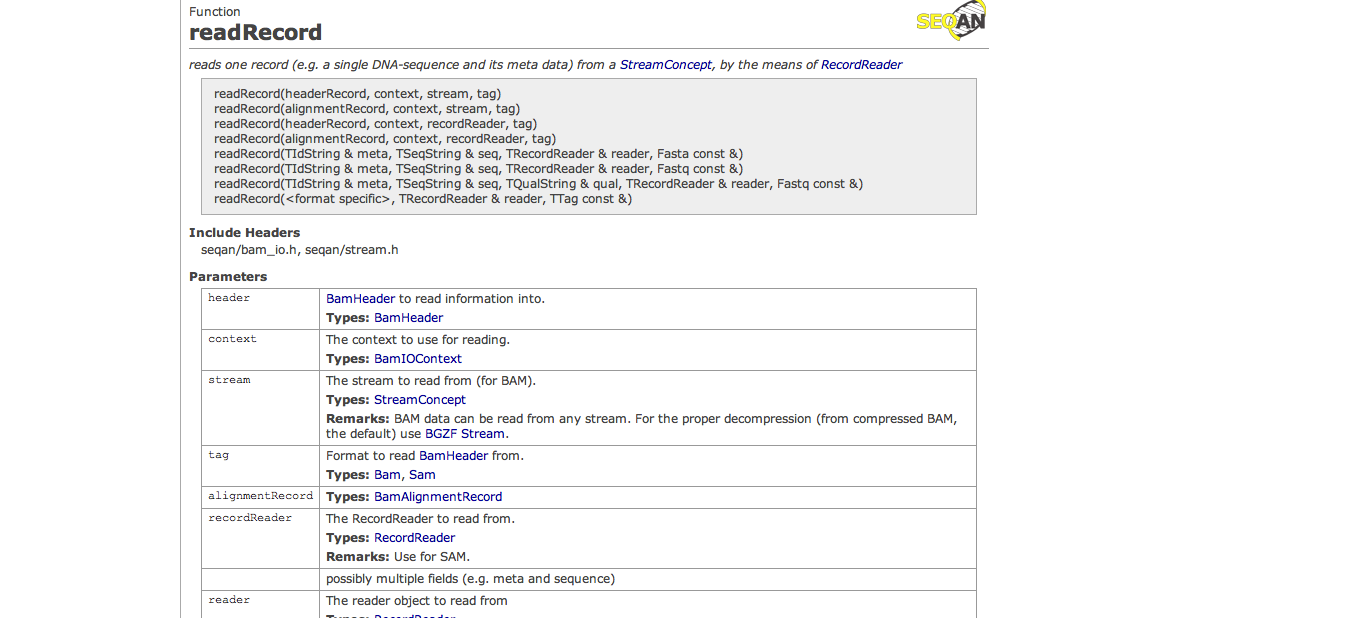 Function
readRecord
SEQAN
reads one record (e.g. a single DNA-sequence and its meta data) from a StreamConcept, by the means of RecordReader
readRecord(headerRecord, context, stream, tag)
readRecord(alignmentRecord, context, stream, tag)
readRecord(headerRecord, context, recordReader, tag)
readRecord(alignmentRecord, context, recordReader, tag)
readRecord(TIdString & meta, TSeqString & seq, TRecordReader & reader, Fasta const &)
readRecord(TIdString & meta, TSeqString & seq, TRecordReader & reader, Fastq const &)
readRecord(TIdString & meta, TSeqString & seq, TQualString & qual, TRecordReader & reader, Fastq const &)
readRecord(<format specific>, TRecordReader & reader, TTag const &)
Include Headers
seqan/bam_io.h, seqan/stream.h
Parameters
header
BamHeader to read information into.
Types: BamHeader
context
The context to use for reading.
Types: BamIOContext
stream
The stream to read from (for BAM).
Types: StreamConcept
Remarks: BAM data can be read from any stream. For the proper decompression (from compressed BAM,
the default) use BGZF Stream.
tag
Format to read BamHeader from.
Types: Bam, Sam
alignmentRecord
Types: BamAlignmentRecord
recordReader
The RecordReader to read from.
Types: RecordReader
Remarks: Use for SAM.
possibly multiple fields (e.g. meta and sequence)
reader
The reader object to read from
Types: RecordReader